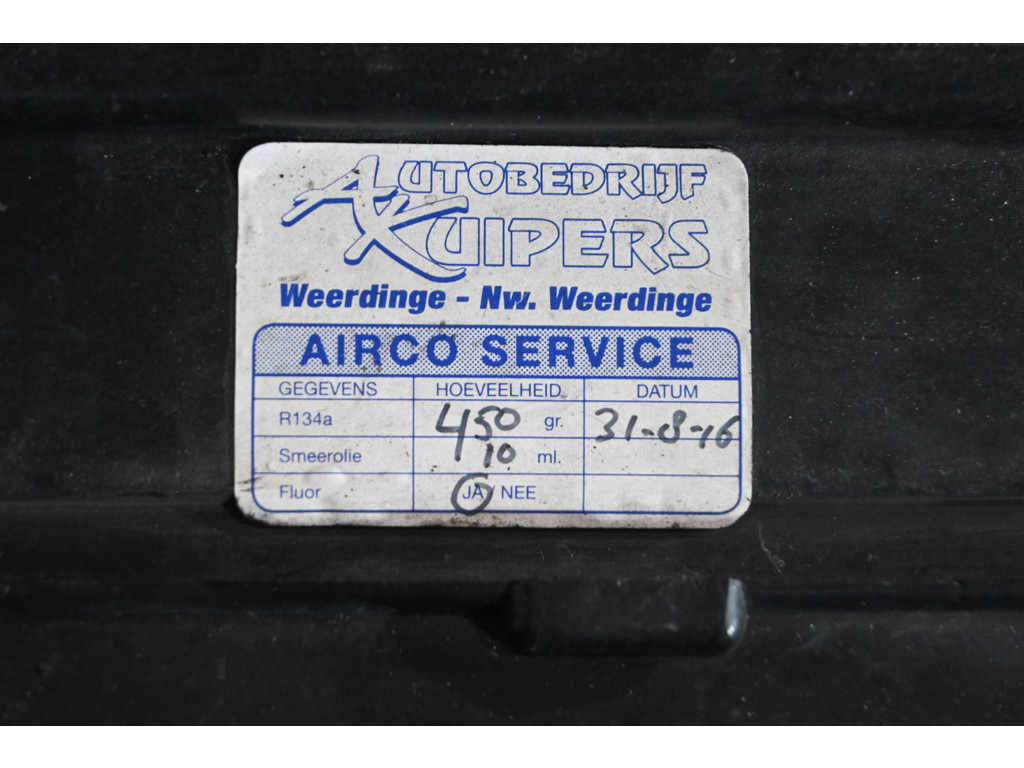 AUTOBEDRIJF
KUIPERS
Weerdinge - Nw. Weerdinge
AIRCO SERVICE
GEGEVENS HOEVEELHEID DATUM
R134a 450 gr. 31-8-16
Smeerolie 10 ml.
Fluor JA/ NEE